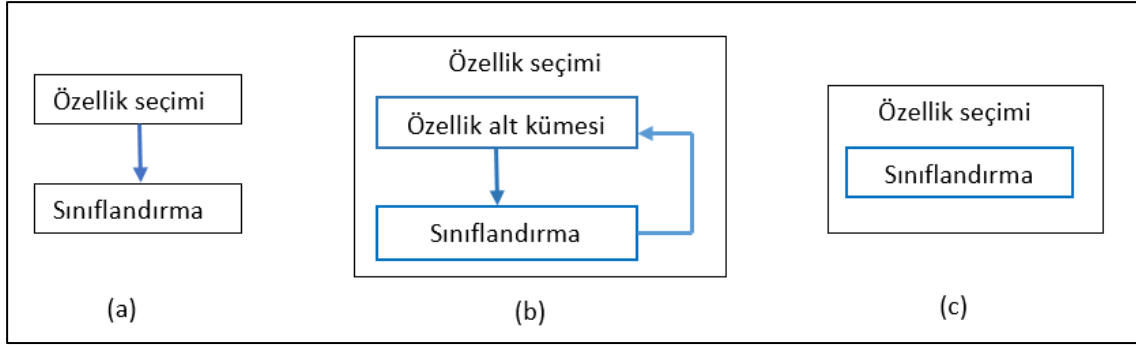 Özellik seçimi
Sınıflandırma
(a)
Özellik seçimi
Özellik alt kümesi
Sınıflandırma
(b)
Özellik seçimi
Sınıflandırma
(c)